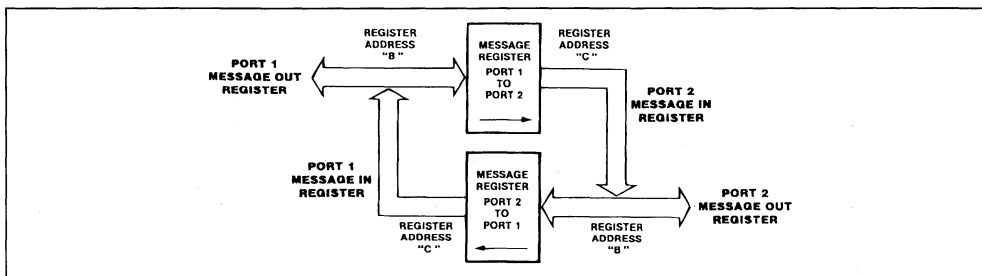 REGISTER
ADDRESS
"B"
PORT 1
MESSAGE OUT
REGISTER
MESSAGE
REGISTER
PORT 1
TO
PORT 2
REGISTER
ADDRESS
"C"
PORT 2
MESSAGE IN
REGISTER
PORT 1
MESSAGE IN
REGISTER
REGISTER
ADDRESS
"C"
MESSAGE
REGISTER
PORT 2
TO
PORT 1
REGISTER
ADDRESS
"B"
PORT 2
MESSAGE OUT
REGISTER